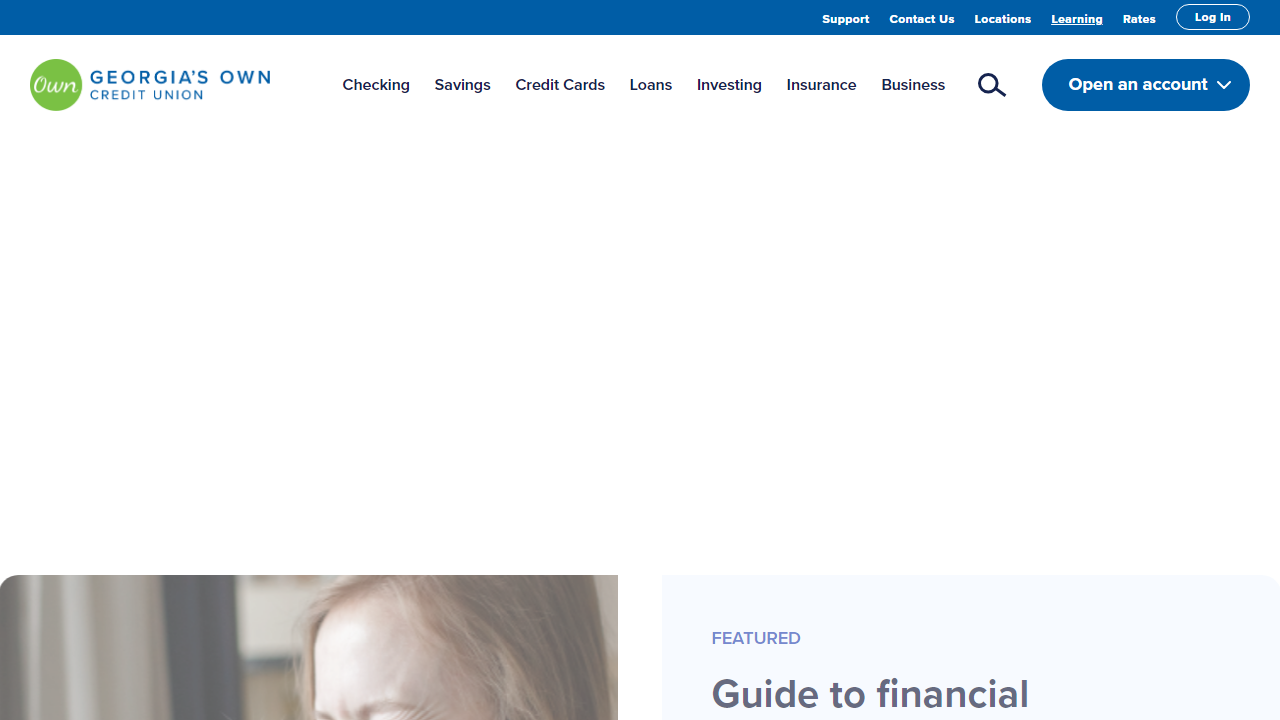 Support Contact Us Locations Learning Rates Log In
Own GEORGIA'S OWN
CREDIT UNION
Checking Savings Credit Cards Loans Investing Insurance Business
Open an account
FEATURED
Guide to financial